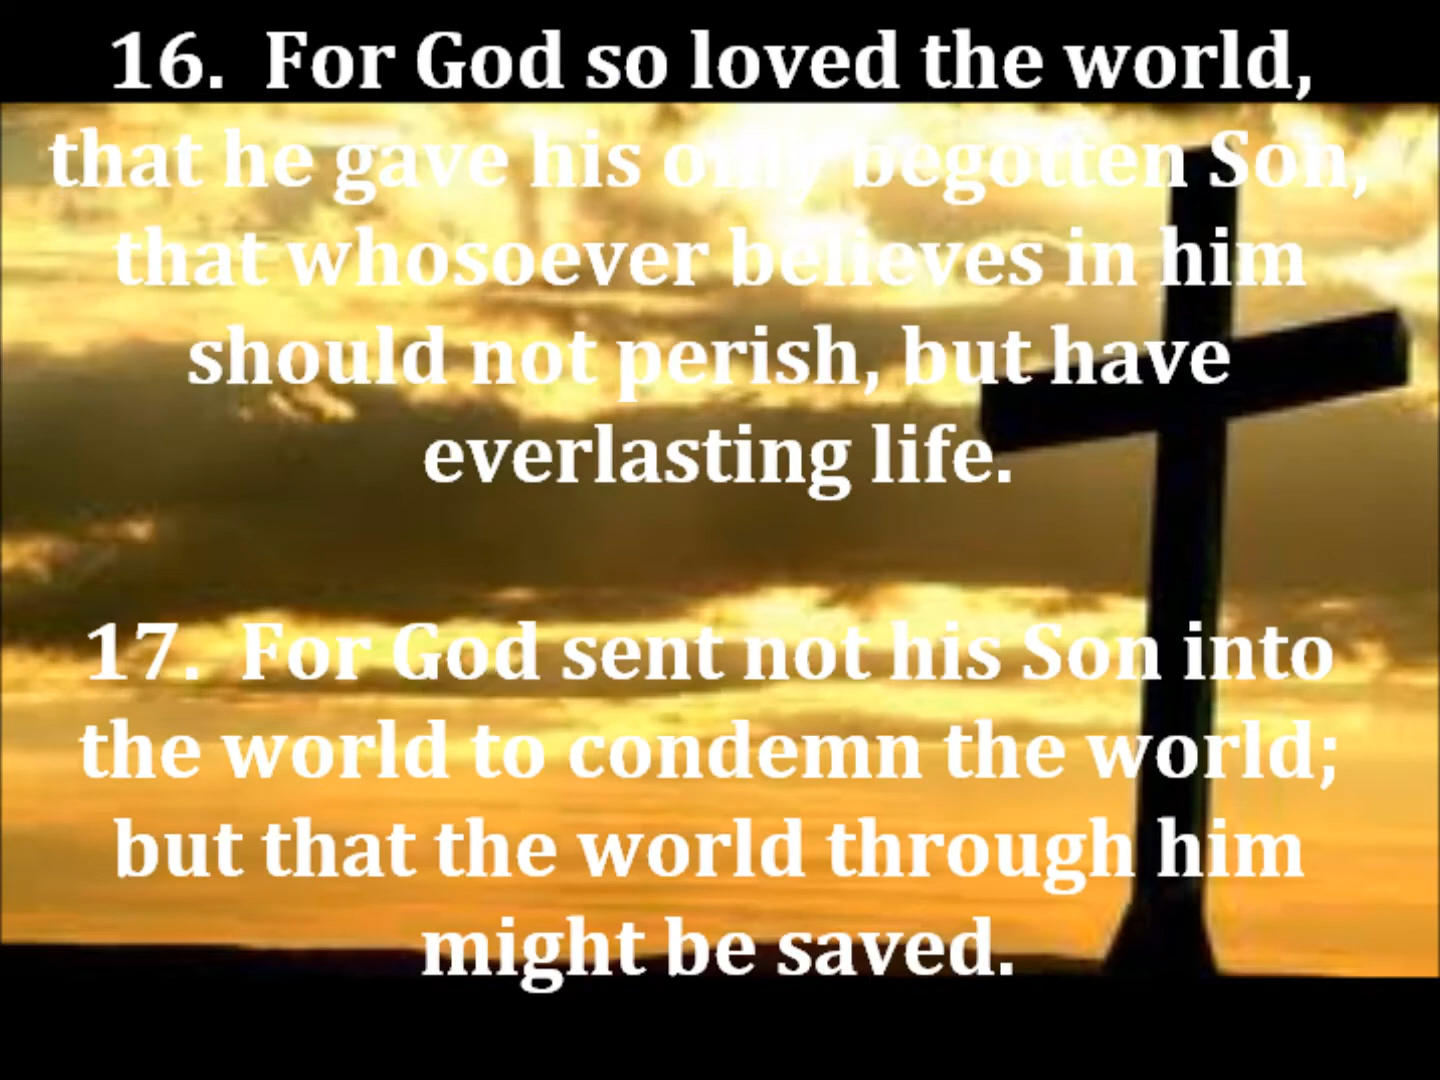 16.  For God so loved the world,
that he gave his only begotten Son,
that whosoever believes in him
should not perish, but have
everlasting life.
17.  For God sent not his Son into
the world to condemn the world;
but that the world through him
might be saved.